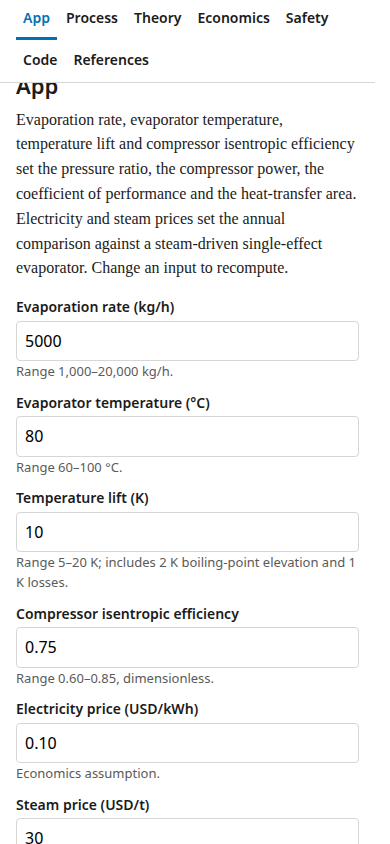 App Process Theory Economics Safety
Code References
App
Evaporation rate, evaporator temperature,
temperature lift and compressor isentropic efficiency
set the pressure ratio, the compressor power, the
coefficient of performance and the heat-transfer area.
Electricity and steam prices set the annual
comparison against a steam-driven single-effect
evaporator. Change an input to recompute.
Evaporation rate (kg/h)
5000
Range 1,000–20,000 kg/h.
Evaporator temperature (°C)
80
Range 60–100 °C.
Temperature lift (K)
10
Range 5–20 K; includes 2 K boiling-point elevation and 1
K losses.
Compressor isentropic efficiency
0.75
Range 0.60–0.85, dimensionless.
Electricity price (USD/kWh)
0.10
Economics assumption.
Steam price (USD/t)
30